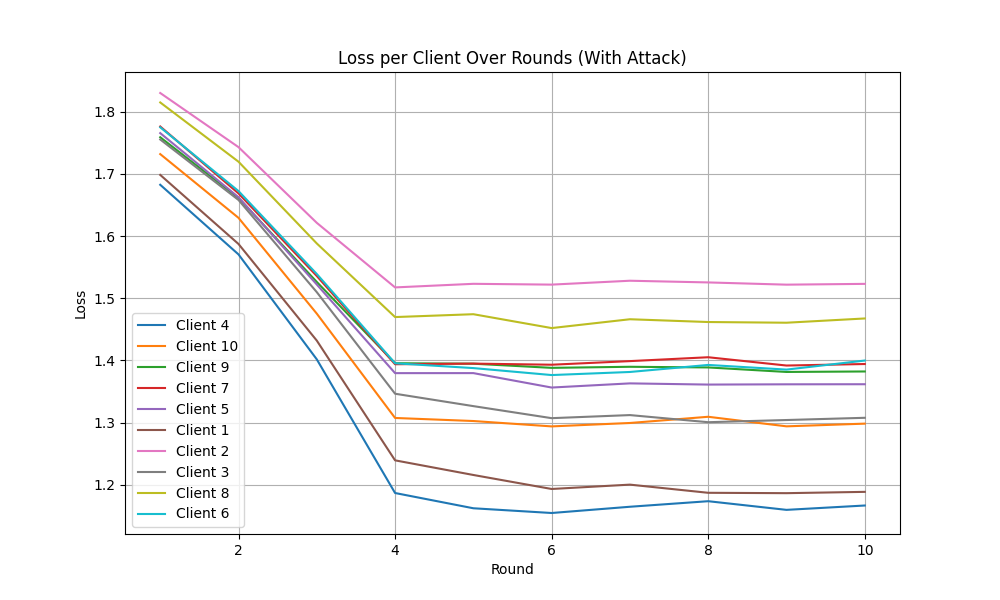 Loss per Client Over Rounds (With Attack)
1.8
1.7
1.6
1.5
1.4
1.3
1.2
Loss
Client 4
Client 10
Client 9
Client 7
Client 5
Client 1
Client 2
Client 3
Client 8
Client 6
2 4 6 8 10
Round